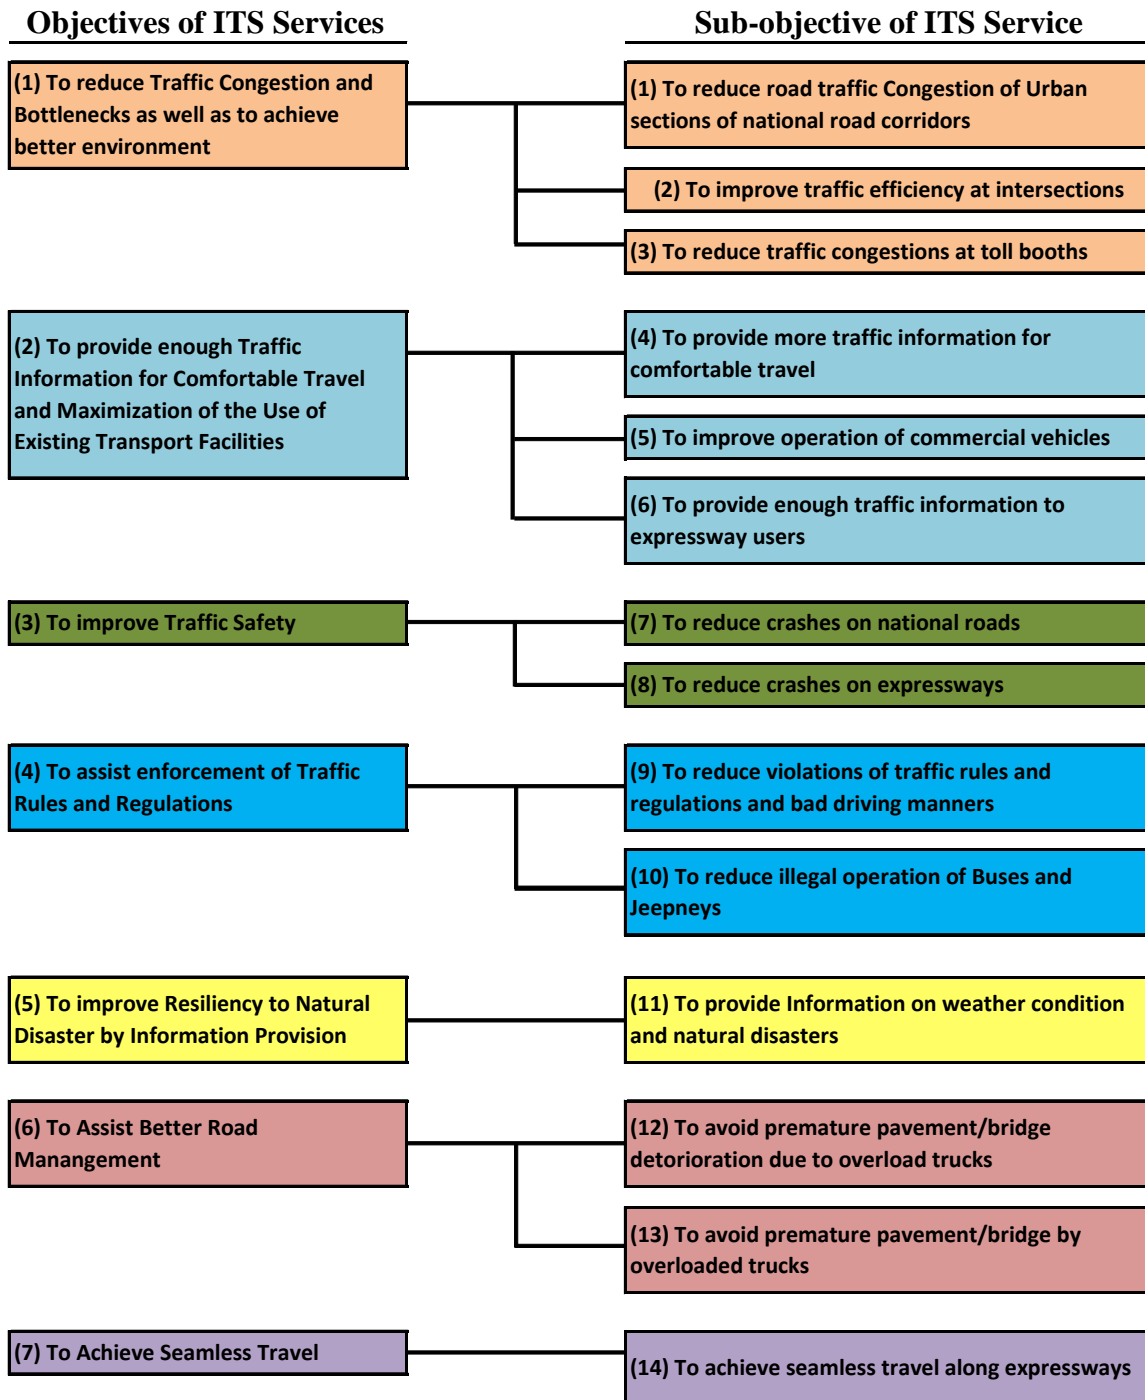 Objectives of ITS Services
Sub-objective of ITS Service
(1) To reduce Traffic Congestion and
Bottlenecks as well as to achieve
better environment
(1) To reduce road traffic Congestion of Urban
sections of national road corridors
(2) To improve traffic efficiency at intersections
(3) To reduce traffic congestions at toll booths
(2) To provide enough Traffic
Information for Comfortable Travel
and Maximization of the Use of
Existing Transport Facilities
(4) To provide more traffic information for
comfortable travel
(5) To improve operation of commercial vehicles
(6) To provide enough traffic information to
expressway users
(3) To improve Traffic Safety
(7) To reduce crashes on national roads
(8) To reduce crashes on expressways
(4) To assist enforcement of Traffic
Rules and Regulations
(9) To reduce violations of traffic rules and
regulations and bad driving manners
(10) To reduce illegal operation of Buses and
Jeepneys
(5) To improve Resiliency to Natural
Disaster by Information Provision
(11) To provide Information on weather condition
and natural disasters
(6) To Assist Better Road
Manangement
(12) To avoid premature pavement/bridge
detorioration due to overload trucks
(13) To avoid premature pavement/bridge by
overloaded trucks
(7) To Achieve Seamless Travel
(14) To achieve seamless travel along expressways